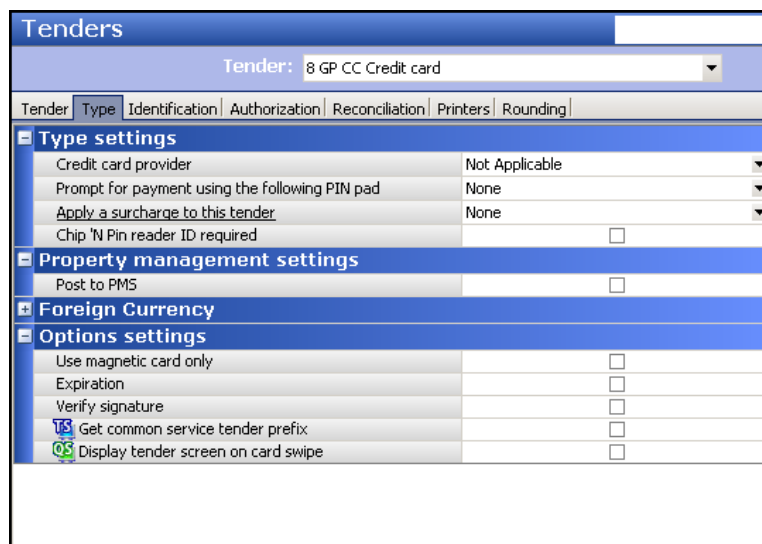 Tenders
Tender: 8 GP CC Credit card
Tender Type Identification Authorization Reconciliation Printers Rounding
Type settings
Credit card provider Not Applicable
Prompt for payment using the following PIN pad None
Apply a surcharge to this tender None
Chip 'N Pin reader ID required
Property management settings
Post to PMS
Foreign Currency
Options settings
Use magnetic card only
Expiration
Verify signature
TS Get common service tender prefix
QS Display tender screen on card swipe